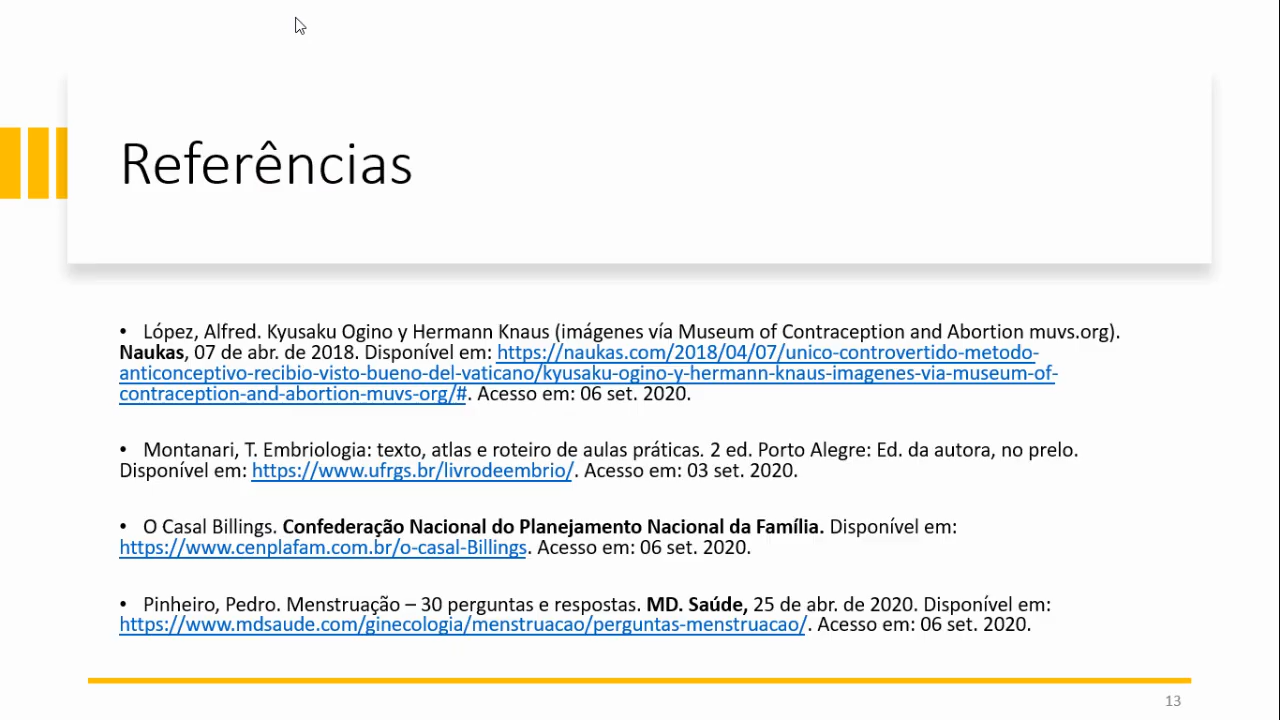 Referências
• López, Alfred. Kyusaku Ogino y Hermann Knaus (imágenes vía Museum of Contraception and Abortion muvs.org).
Naukas, 07 de abr. de 2018. Disponível em: https://naukas.com/2018/04/07/unico-controvertido-metodo-
anticonceptivo-recibio-visto-bueno-del-vaticano/kyusaku-ogino-y-hermann-knaus-imagenes-via-museum-of-
contraception-and-abortion-muvs-org/#. Acesso em: 06 set. 2020.
• Montanari, T. Embriologia: texto, atlas e roteiro de aulas práticas. 2 ed. Porto Alegre: Ed. da autora, no prelo.
Disponível em: https://www.ufrgs.br/livrodeembrio/. Acesso em: 03 set. 2020.
• O Casal Billings. Confederação Nacional do Planejamento Nacional da Família. Disponível em:
https://www.cenplafam.com.br/o-casal-Billings. Acesso em: 06 set. 2020.
• Pinheiro, Pedro. Menstruação – 30 perguntas e respostas. MD. Saúde, 25 de abr. de 2020. Disponível em:
https://www.mdsaude.com/ginecologia/menstruacao/perguntas-menstruacao/. Acesso em: 06 set. 2020.
13